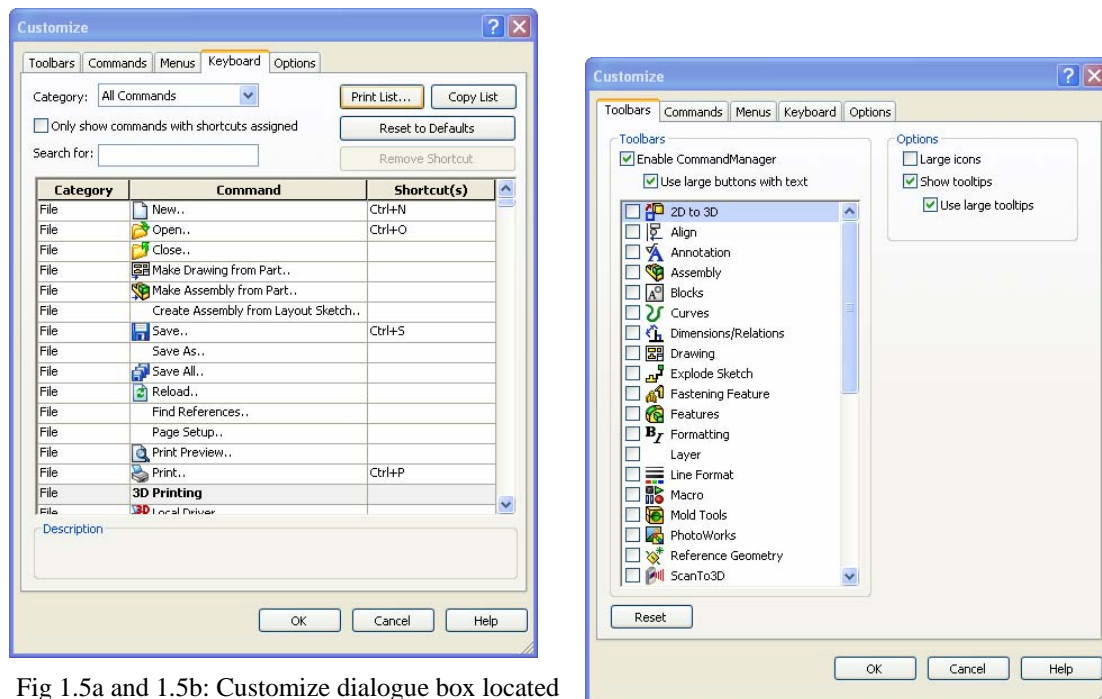 Customize
Toolbars Commands Menus Keyboard Options
Category: All Commands Print List... Copy List
Only show commands with shortcuts assigned Reset to Defaults
Search for: Remove Shortcut
Category Command Shortcut(s)
File New.. Ctrl+N
File Open.. Ctrl+O
File Close..
File Make Drawing from Part..
File Make Assembly from Part..
File Create Assembly from Layout Sketch..
File Save.. Ctrl+S
File Save As..
File Save All..
File Reload..
File Find References..
File Page Setup..
File Print Preview..
File Print.. Ctrl+P
File 3D Printing
File Local Driver
Description
OK Cancel Help
Fig 1.5a and 1.5b: Customize dialogue box located
Customize
Toolbars Commands Menus Keyboard Options
Toolbars
Enable CommandManager
Use large buttons with text
2D to 3D
Align
Annotation
Assembly
Blocks
Curves
Dimensions/Relations
Drawing
Explode Sketch
Fastening Feature
Features
Formatting
Layer
Line Format
Macro
Mold Tools
PhotoWorks
Reference Geometry
ScanTo3D
Options
Large icons
Show tooltips
Use large tooltips
Reset
OK Cancel Help